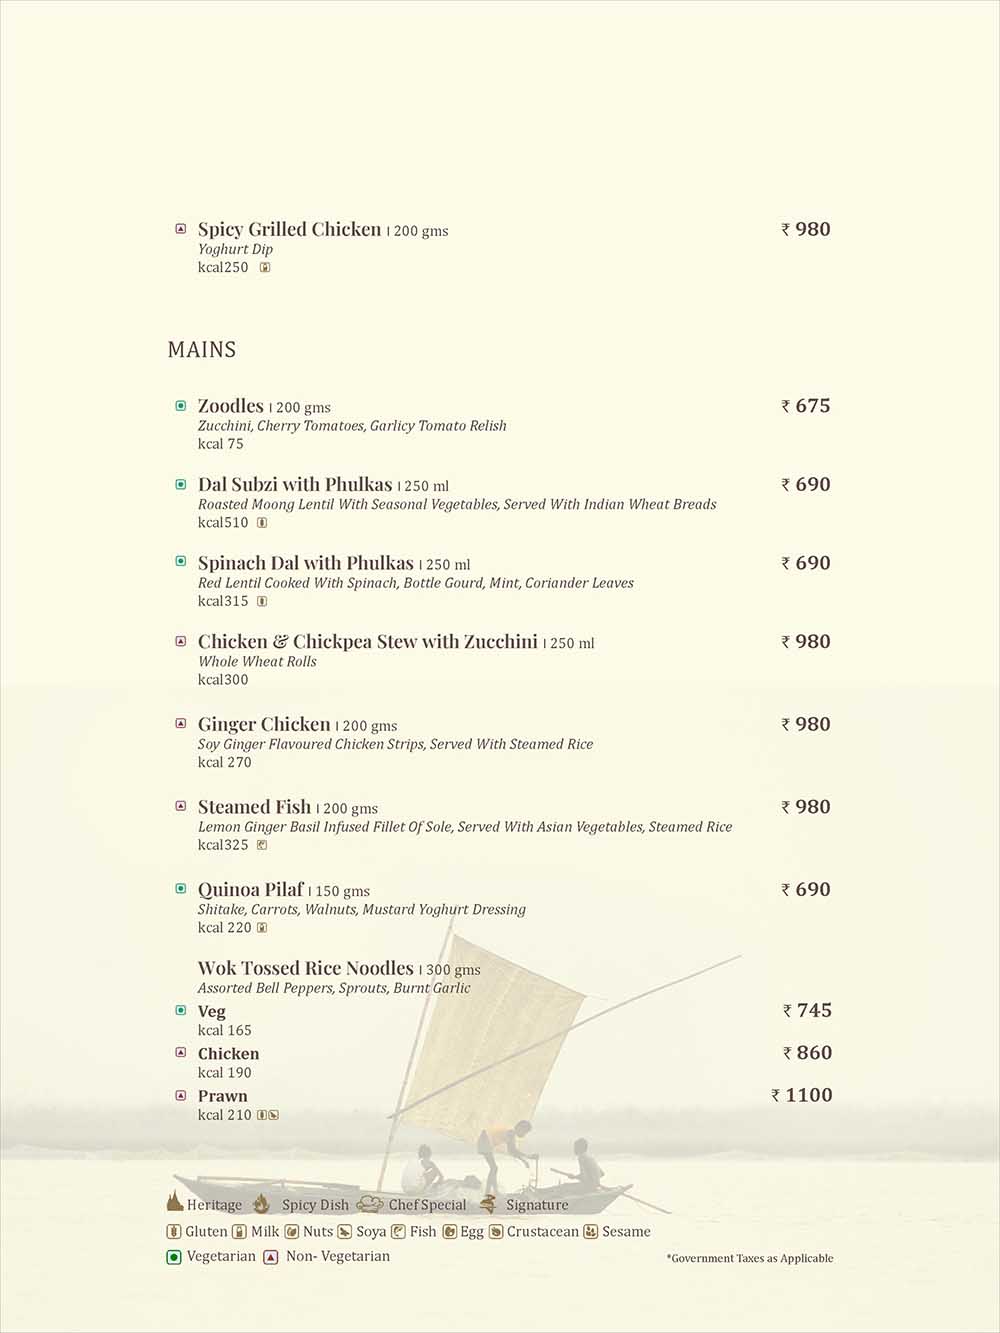 Spicy Grilled Chicken | 200 gms ₹ 980
Yoghurt Dip
kcal250
MAINS
Zoodles | 200 gms ₹ 675
Zucchini, Cherry Tomatoes, Garlicy Tomato Relish
kcal 75
Dal Subzi with Phulkas | 250 ml ₹ 690
Roasted Moong Lentil With Seasonal Vegetables, Served With Indian Wheat Breads
kcal510
Spinach Dal with Phulkas | 250 ml ₹ 690
Red Lentil Cooked With Spinach, Bottle Gourd, Mint, Coriander Leaves
kcal315
Chicken & Chickpea Stew with Zucchini | 250 ml ₹ 980
Whole Wheat Rolls
kcal300
Ginger Chicken | 200 gms ₹ 980
Soy Ginger Flavoured Chicken Strips, Served With Steamed Rice
kcal 270
Steamed Fish | 200 gms ₹ 980
Lemon Ginger Basil Infused Fillet Of Sole, Served With Asian Vegetables, Steamed Rice
kcal325
Quinoa Pilaf | 150 gms ₹ 690
Shitake, Carrots, Walnuts, Mustard Yoghurt Dressing
kcal 220
Wok Tossed Rice Noodles | 300 gms
Assorted Bell Peppers, Sprouts, Burnt Garlic
Veg ₹ 745
kcal 165
Chicken ₹ 860
kcal 190
Prawn ₹ 1100
kcal 210
Heritage Spicy Dish Chef Special Signature
Gluten Milk Nuts Soya Fish Egg Crustacean Sesame
Vegetarian Non- Vegetarian *Government Taxes as Applicable